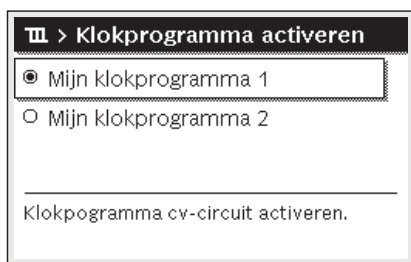 > Klokprogramma activeren
Mijn klokprogramma 1
Mijn klokprogramma 2
Klokpogramma cv-circuit activeren.